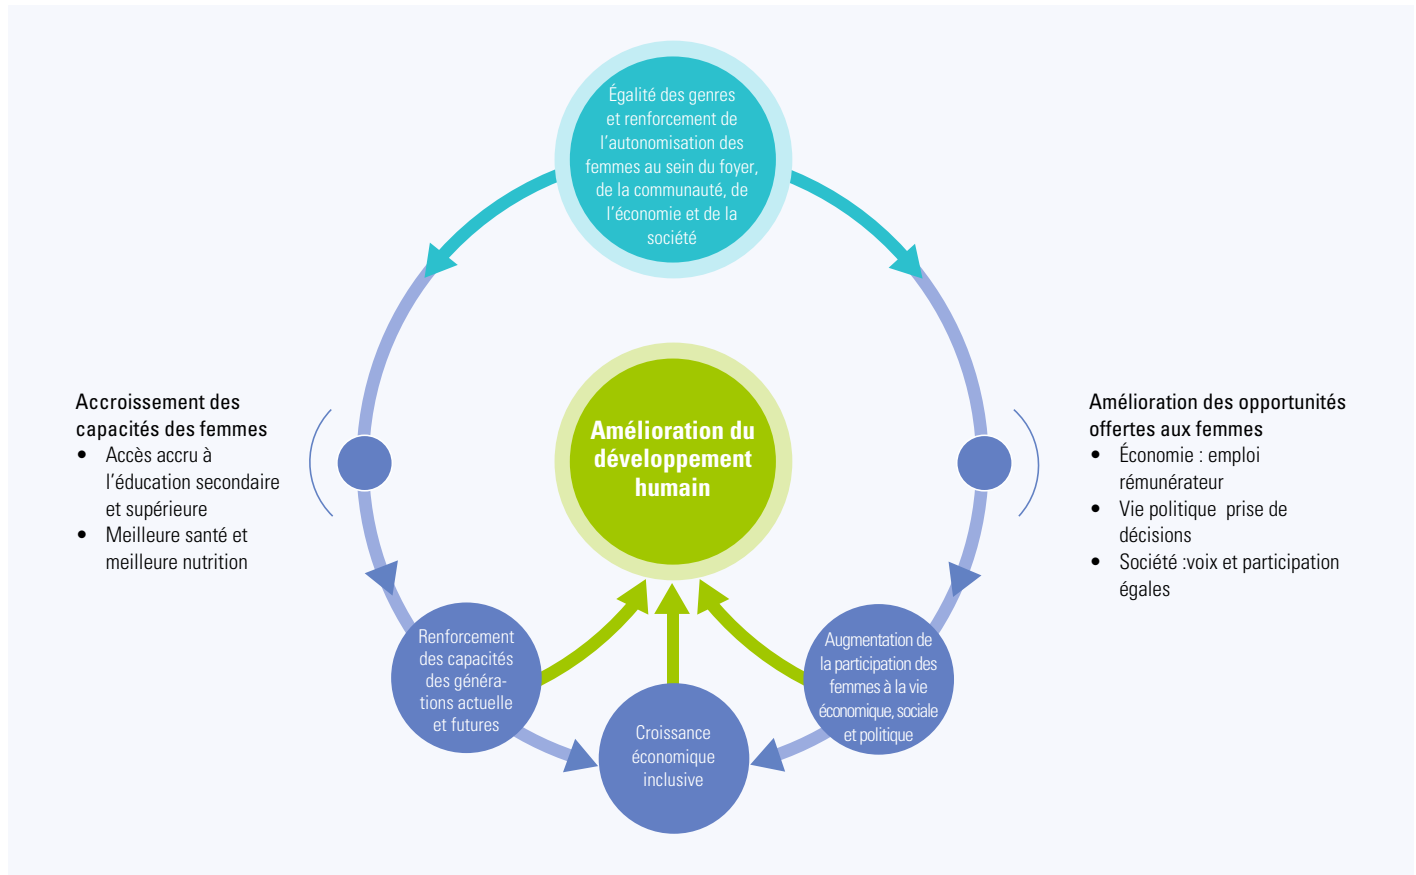 Égalité des genres
et renforcement de
l'autonomisation des
femmes au sein du foyer,
de la communauté, de
l'économie et de la
société
Accroissement des
capacités des femmes
• Accès accru à
l'éducation secondaire
et supérieure
• Meilleure santé et
meilleure nutrition
Amélioration du
développement
humain
Amélioration des opportunités
offertes aux femmes
• Économie : emploi
rémunérateur
• Vie politique  prise de
décisions
• Société :voix et participation
égales
Renforcement
des capacités
des généra-
tions actuelle
et futures
Croissance
économique
inclusive
Augmentation de
la participation des
femmes à la vie
économique, sociale
et politique